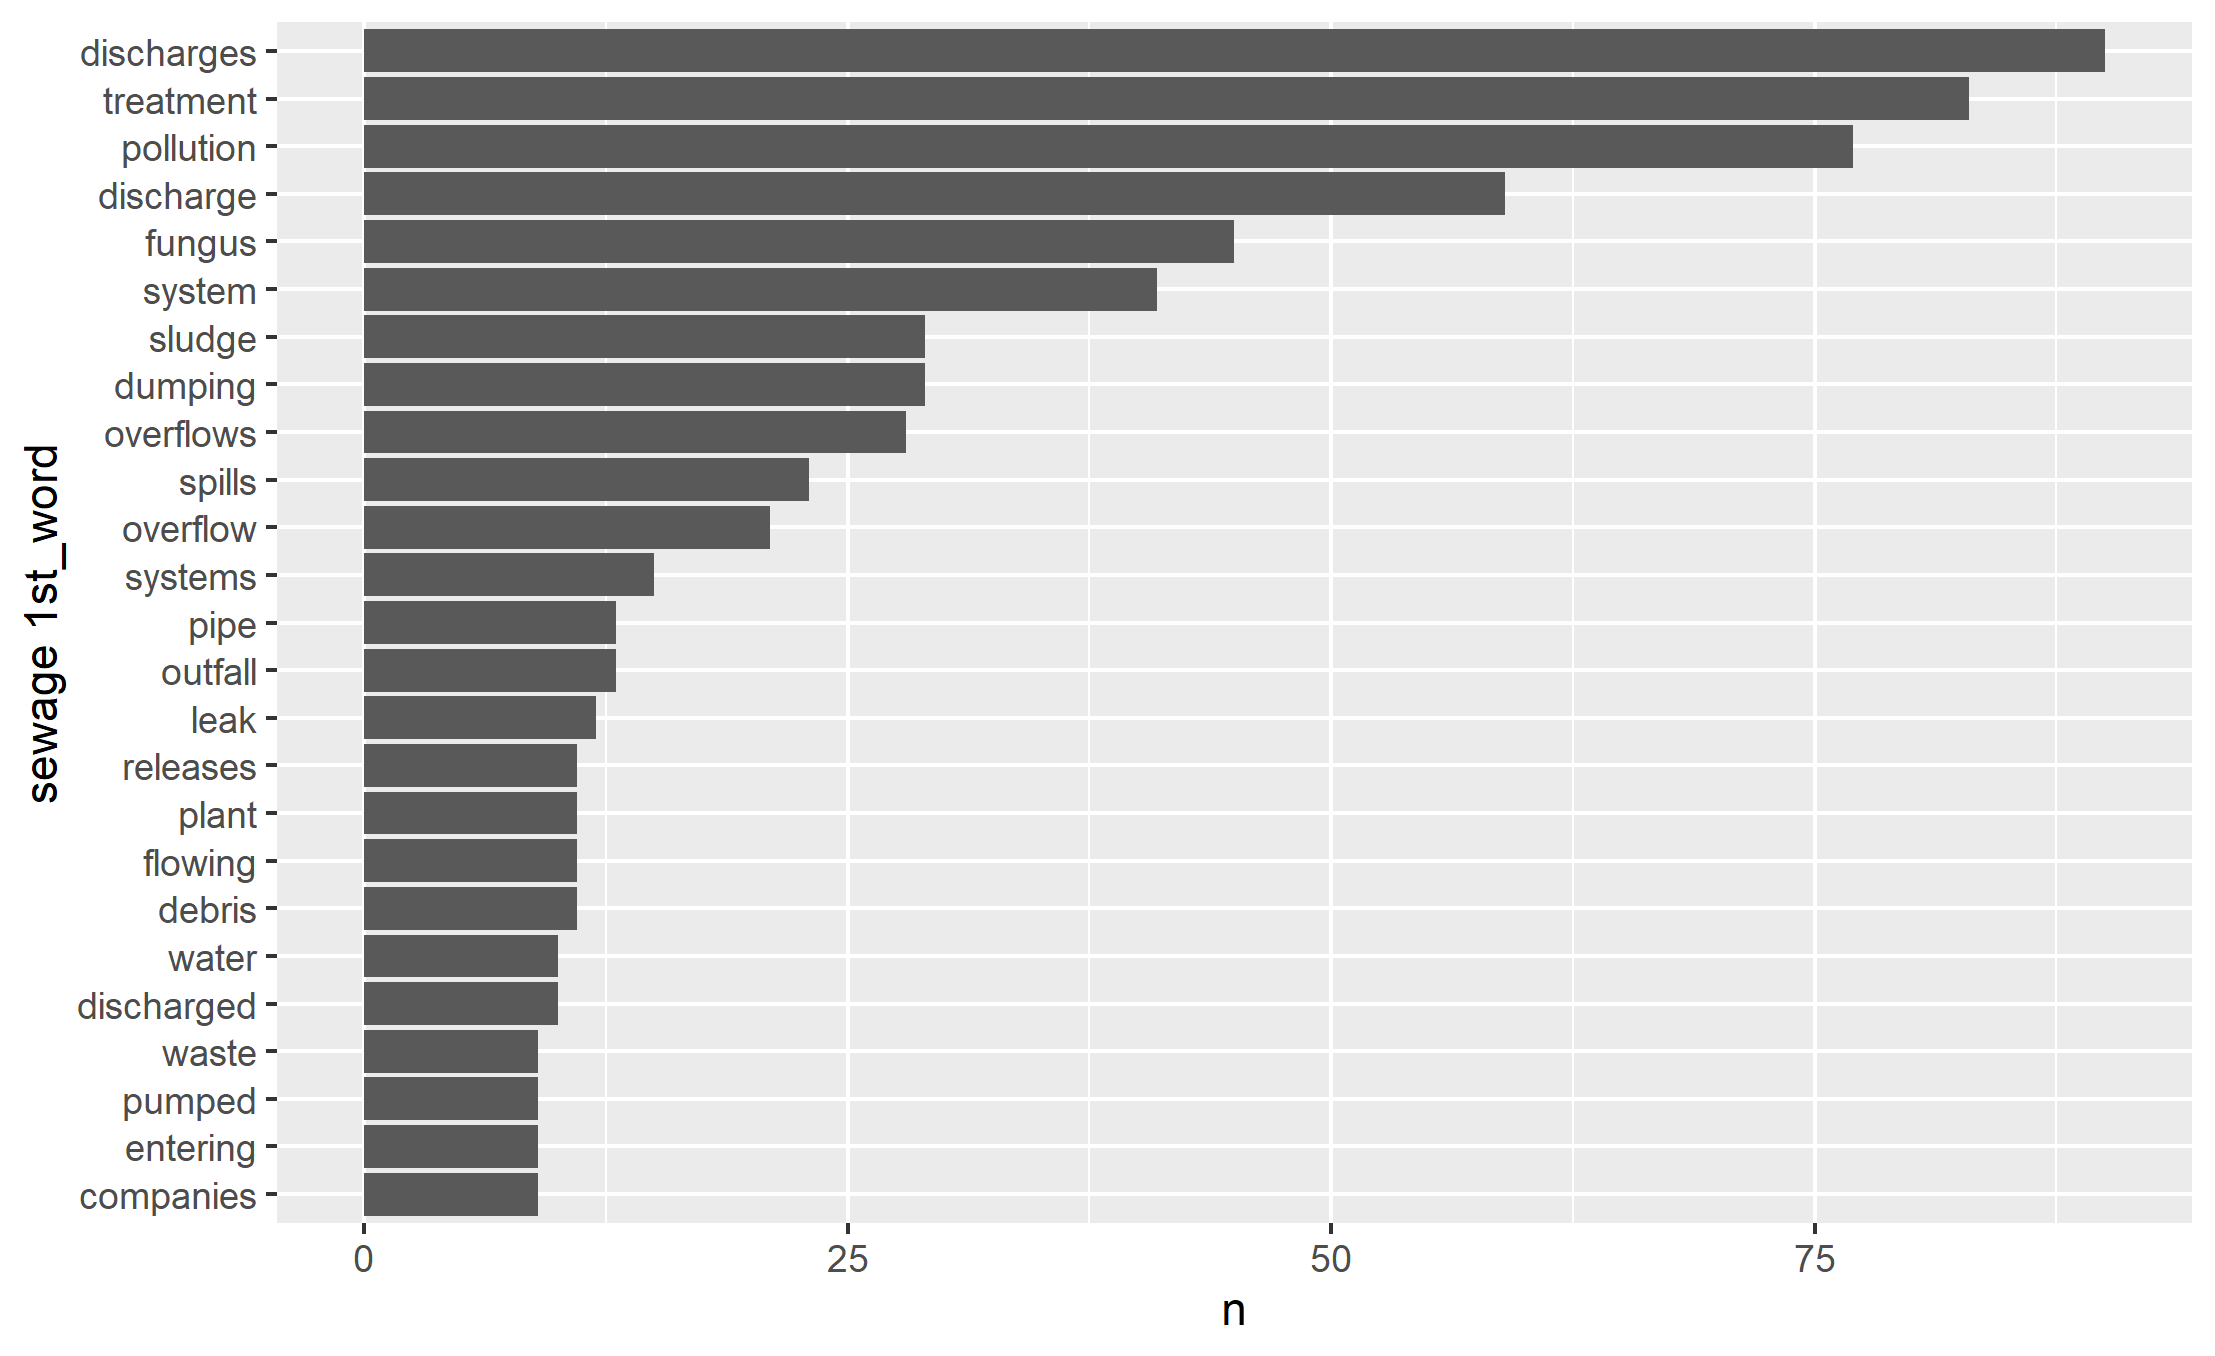 discharges
treatment
pollution
discharge
fungus
system
sludge
dumping
overflows
spills
overflow
systems
pipe
outfall
leak
releases
plant
flowing
debris
water
discharged
waste
pumped
entering
companies
sewage 1st_word
0 25 50 75
n